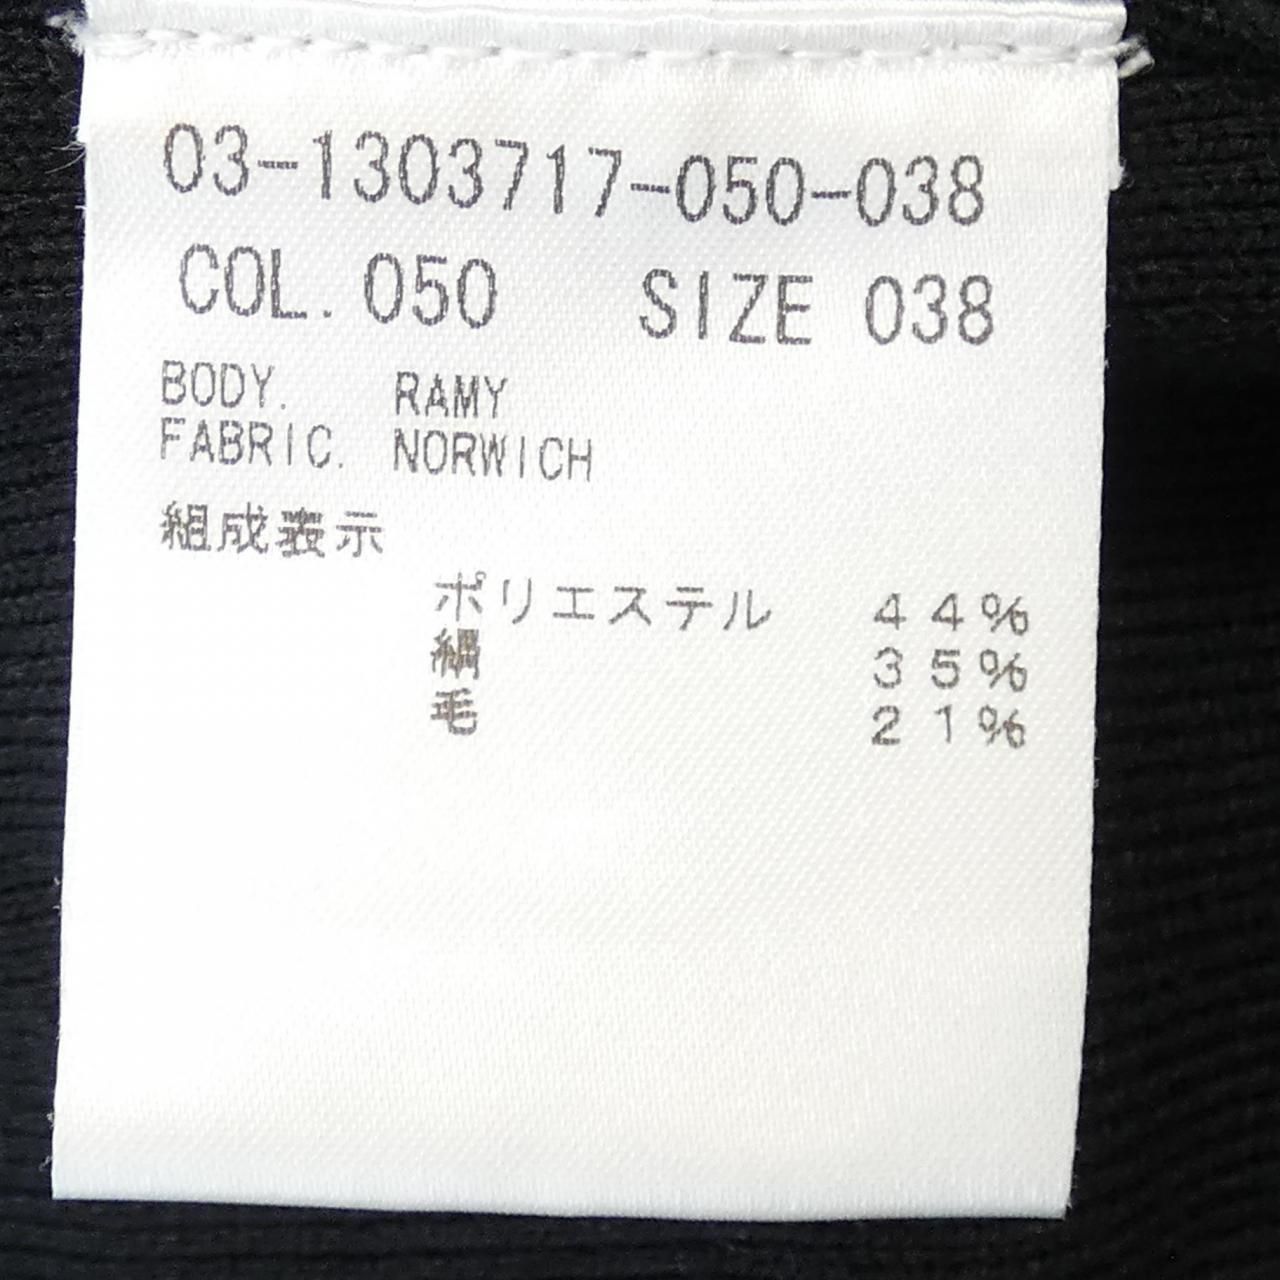 03-1303717-050-038
COL. 050 SIZE 038
BODY. RAMY
FABRIC. NORWICH
組成表示
ポリエステル 44%
絹 35%
毛 21%